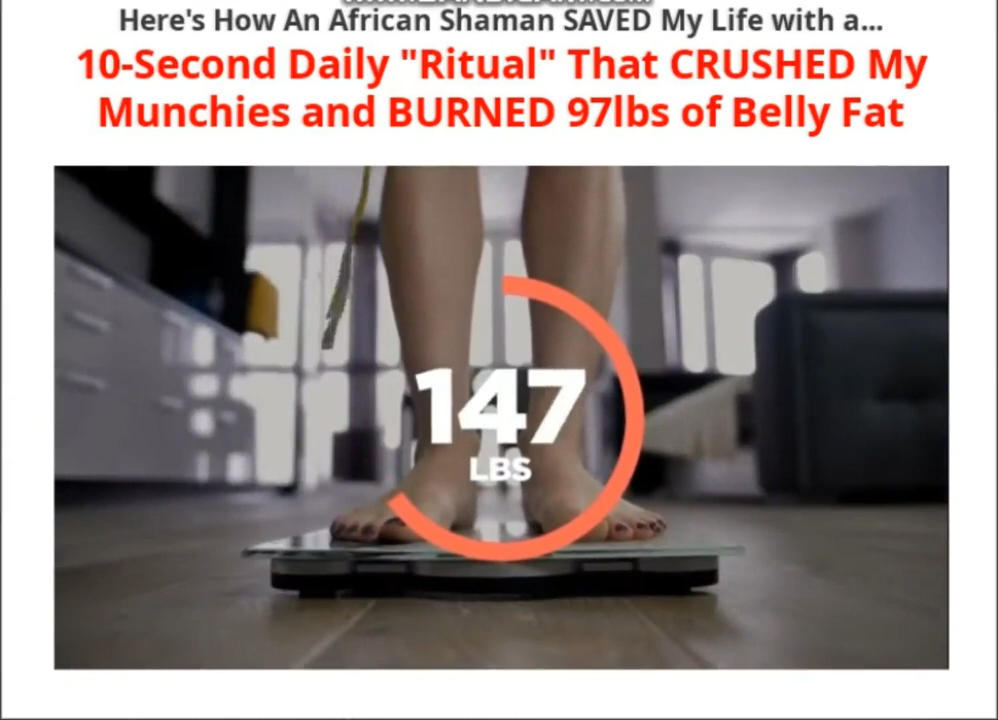 Here's How An African Shaman SAVED My Life with a...
10-Second Daily "Ritual" That CRUSHED My
Munchies and BURNED 97lbs of Belly Fat
147
LBS